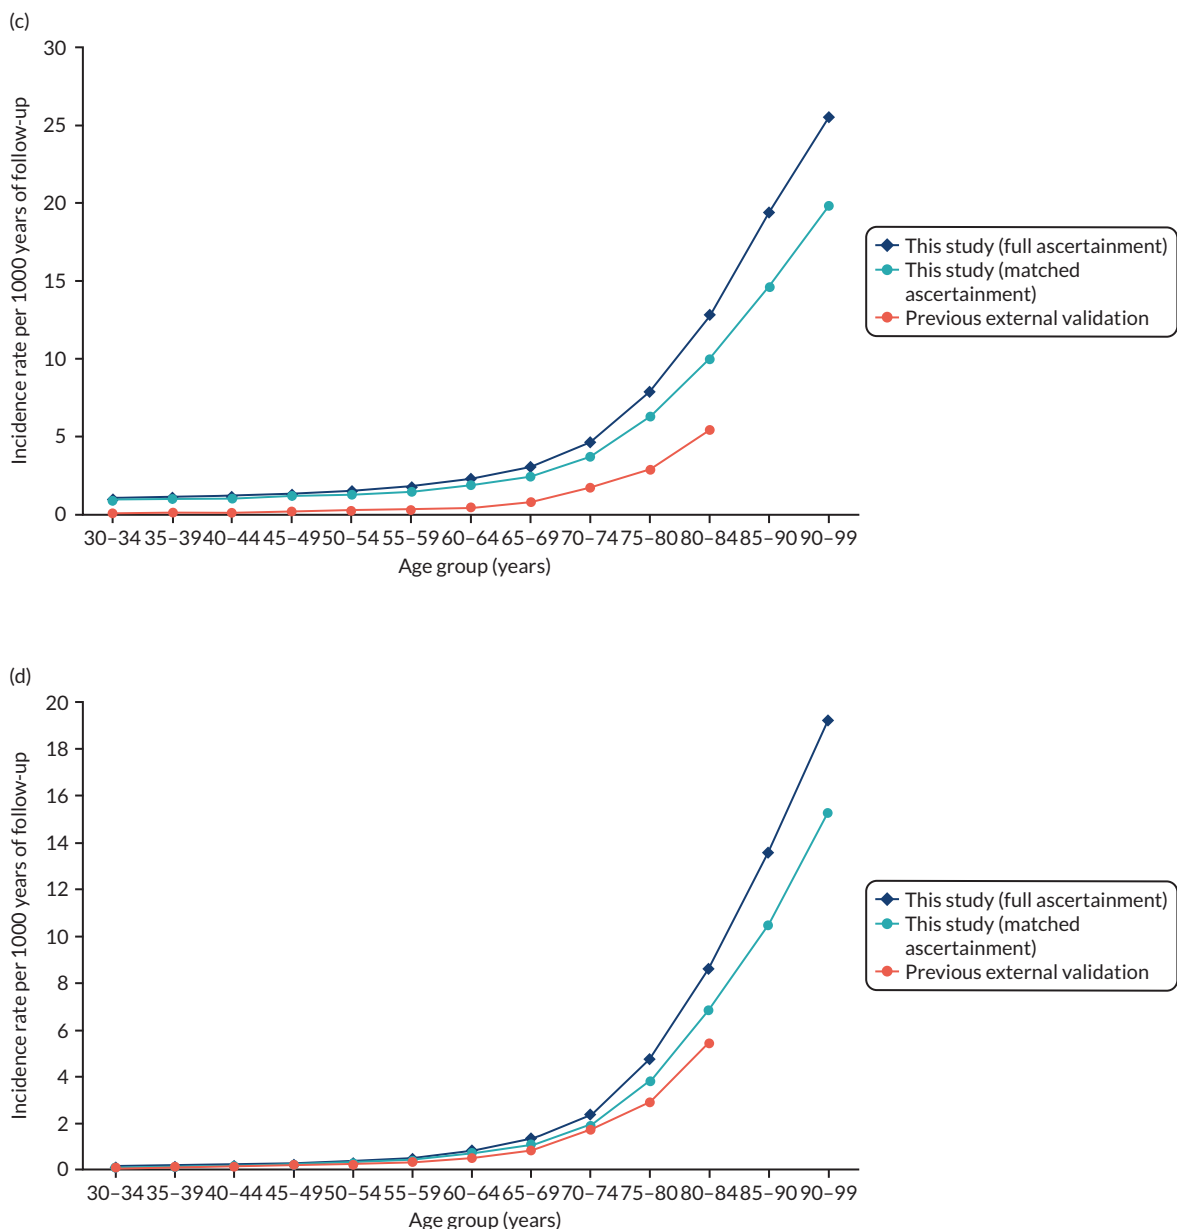 (c)
Incidence rate per 1000 years of follow-up
30
25
20
15
10
5
0
30–34 35–39 40–44 45–49 50–54 55–59 60–64 65–69 70–74 75–80 80–84 85–90 90–99
Age group (years)
This study (full ascertainment)
This study (matched
ascertainment)
Previous external validation
(d)
Incidence rate per 1000 years of follow-up
20
18
16
14
12
10
8
6
4
2
0
30–34 35–39 40–44 45–49 50–54 55–59 60–64 65–69 70–74 75–80 80–84 85–90 90–99
Age group (years)
This study (full ascertainment)
This study (matched
ascertainment)
Previous external validation